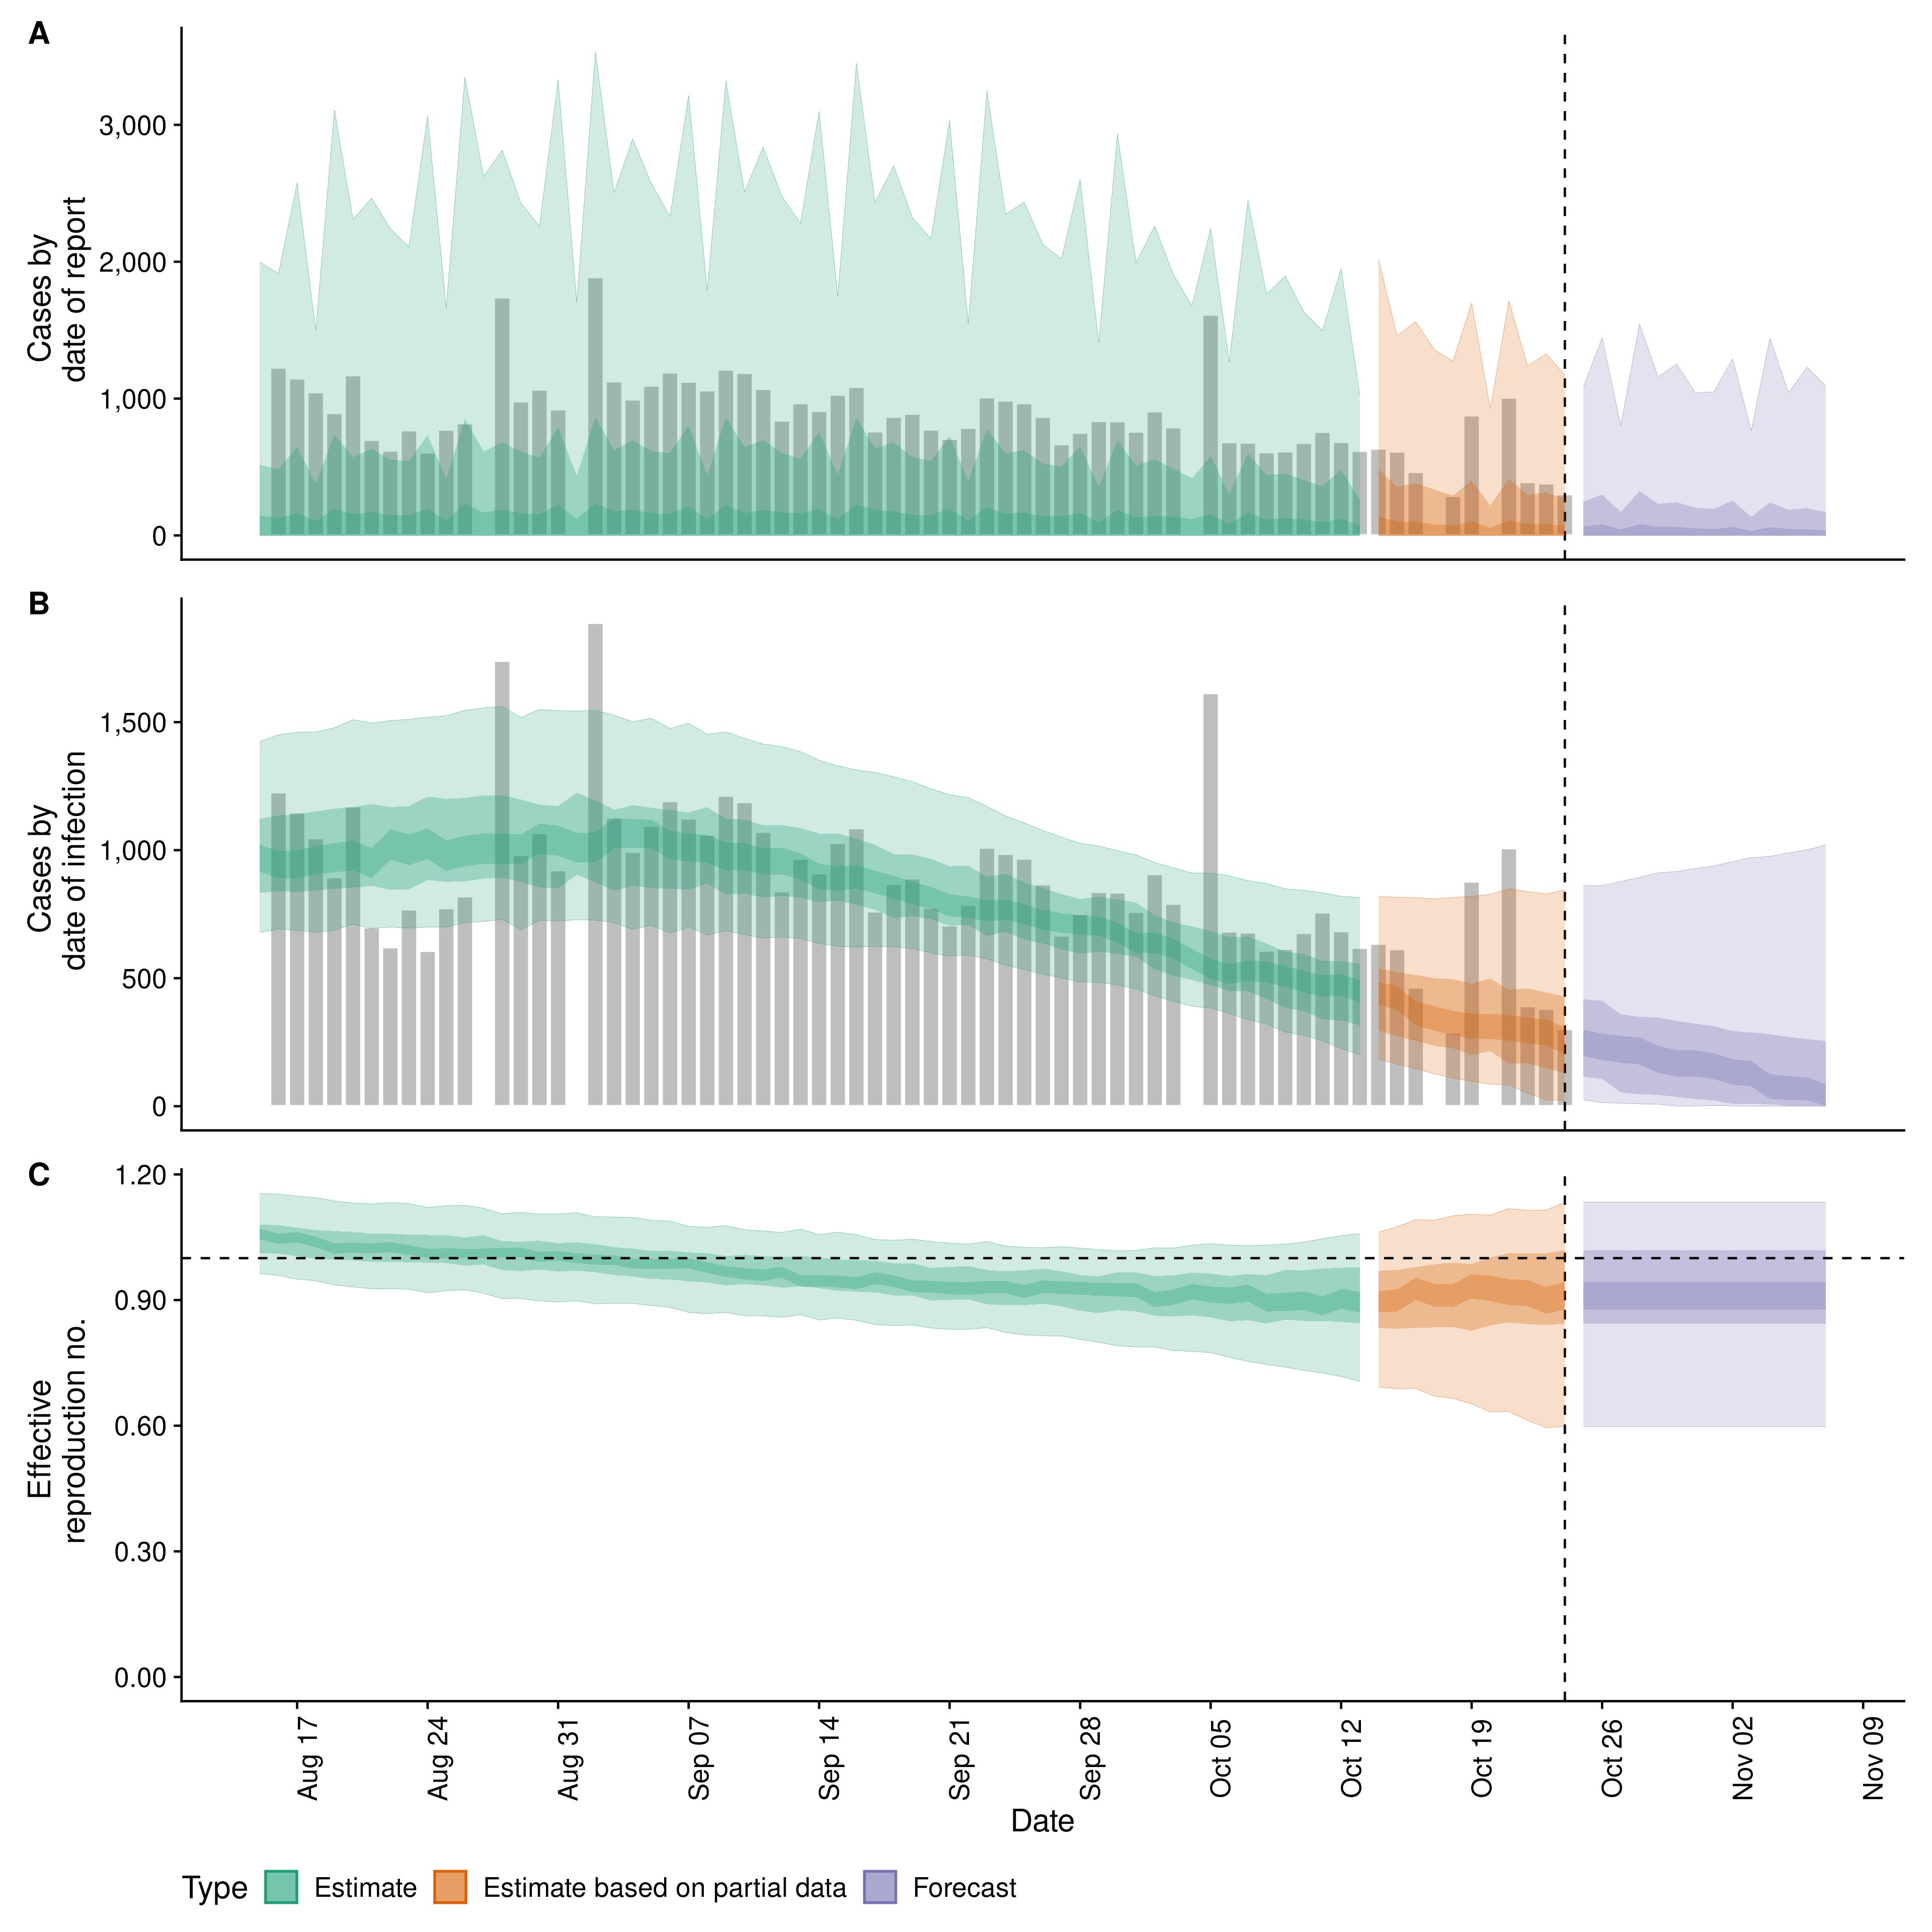 A
Cases by
date of report
3,000
2,000
1,000
0
B
Cases by
date of infection
1,500
1,000
500
0
C
Effective
reproduction no.
1.20
0.90
0.60
0.30
0.00
Aug 17
Aug 24
Aug 31
Sep 07
Sep 14
Sep 21
Sep 28
Oct 05
Oct 12
Oct 19
Oct 26
Nov 02
Nov 09
Date
Type Estimate Estimate based on partial data Forecast